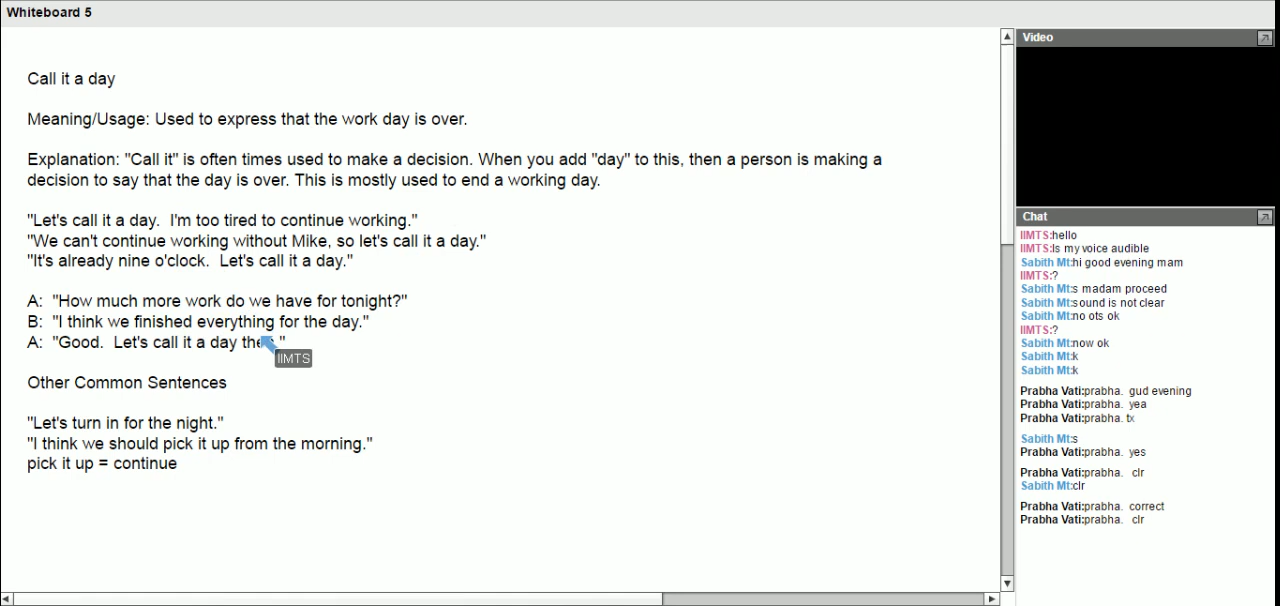 Whiteboard 5
Call it a day
Meaning/Usage: Used to express that the work day is over.
Explanation: "Call it" is often times used to make a decision. When you add "day" to this, then a person is making a
decision to say that the day is over. This is mostly used to end a working day.
"Let's call it a day.  I'm too tired to continue working."
"We can't continue working without Mike, so let's call it a day."
"It's already nine o'clock.  Let's call it a day."
A:  "How much more work do we have for tonight?"
B:  "I think we finished everything for the day."
A:  "Good.  Let's call it a day                "
IIMTS
Other Common Sentences
"Let's turn in for the night."
"I think we should pick it up from the morning."
pick it up = continue
Video
Chat
IIMTS:hello
IIMTS:Is my voice audible
Sabith Mt:hi good evening mam
IIMTS:?
Sabith Mt:s madam proceed
Sabith Mt:sound is not clear
Sabith Mt:no ots ok
IIMTS:?
Sabith Mt:now ok
Sabith Mt:k
Sabith Mt:k
Prabha Vati:prabha.  gud evening
Prabha Vati:prabha.  yea
Prabha Vati:prabha. tx
Sabith Mt:s
Prabha Vati:prabha.  yes
Prabha Vati:prabha.   clr
Sabith Mt:clr
Prabha Vati:prabha.  correct
Prabha Vati:prabha.   clr